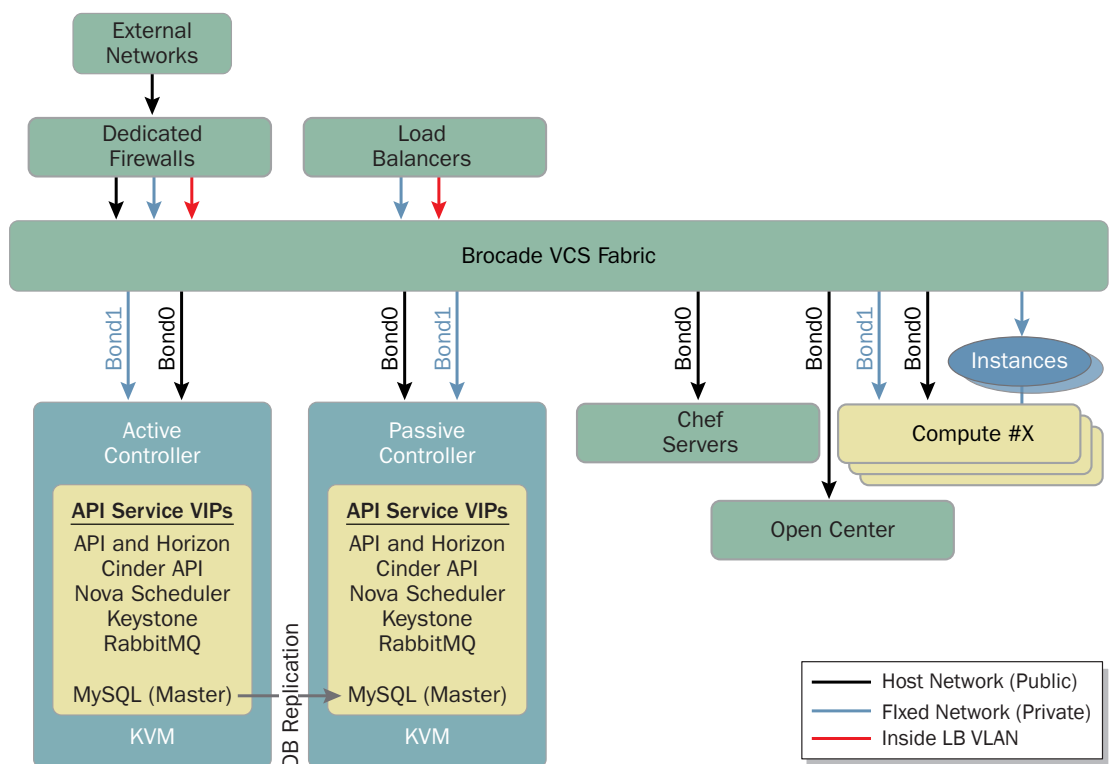 External
Networks
Dedicated
Firewalls
Load
Balancers
Brocade VCS Fabric
Bond1
Bond0
Bond0
Bond1
Bond0
Bond0
Bond1
Bond0
Instances
Active
Controller
Passive
Controller
Chef
Servers
Compute #X
API Service VIPs
API and Horizon
Cinder API
Nova Scheduler
Keystone
RabbitMQ
MySQL (Master)
KVM
DB Replication
API Service VIPs
API and Horizon
Cinder API
Nova Scheduler
Keystone
RabbitMQ
MySQL (Master)
KVM
Open Center
Host Network (Public)
FIxed Network (Private)
Inside LB VLAN